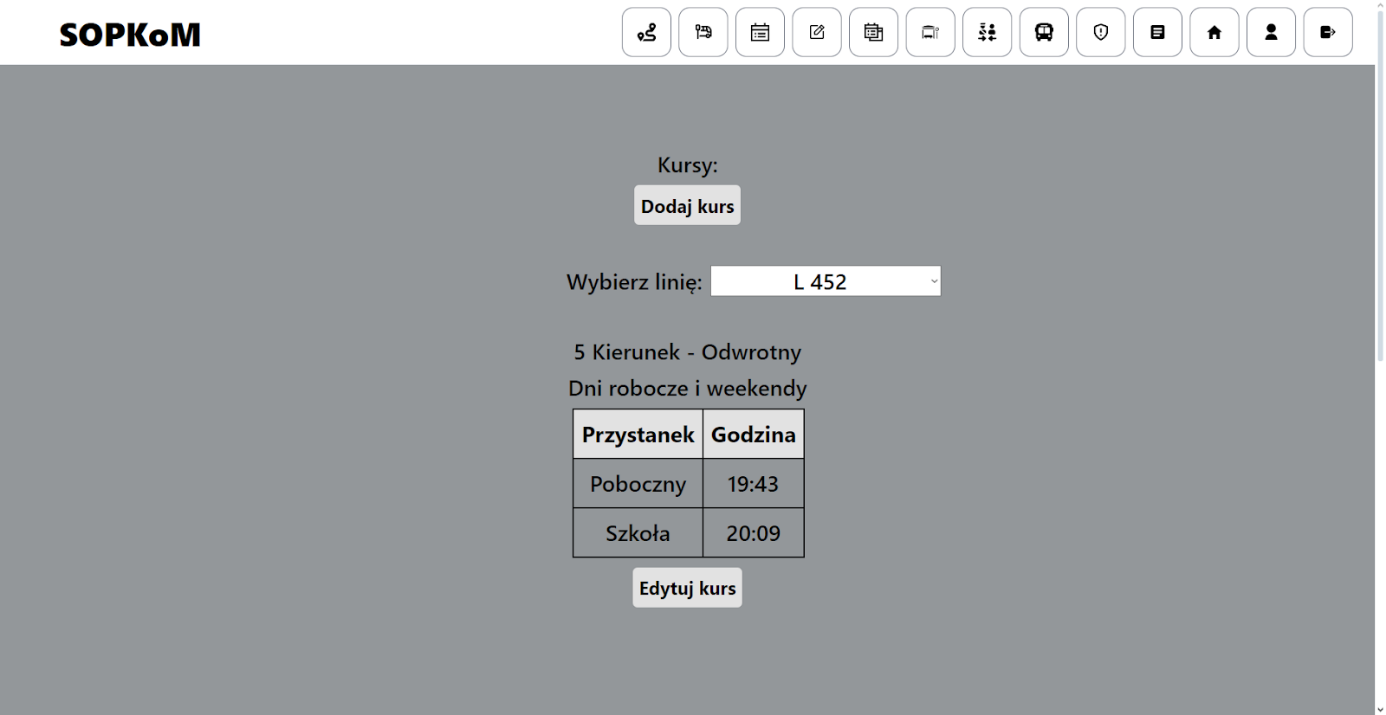 SOPKoM
Kursy:
Dodaj kurs
Wybierz linię: L 452
5 Kierunek - Odwrotny
Dni robocze i weekendy
Przystanek Godzina
Poboczny 19:43
Szkoła 20:09
Edytuj kurs